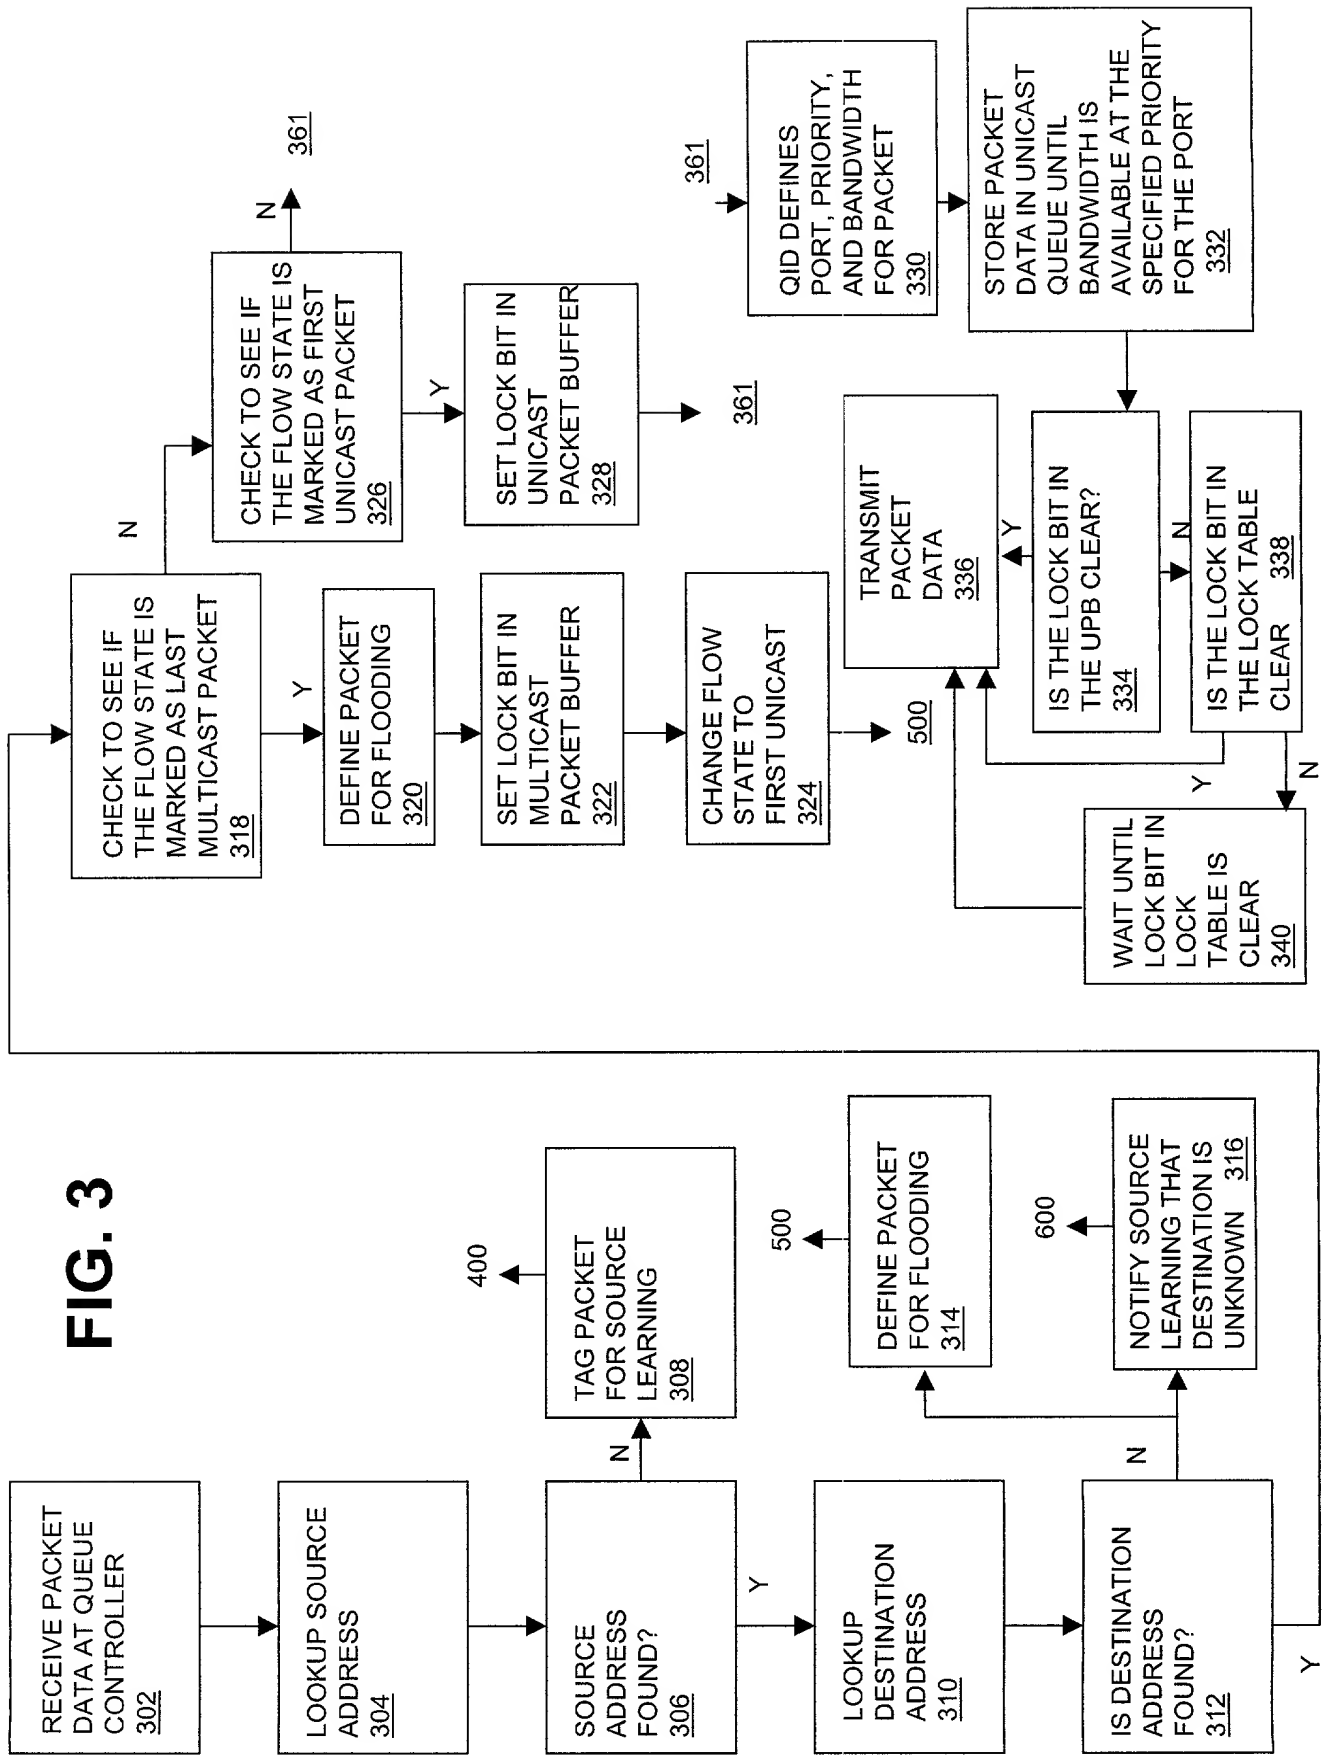 FIG. 3
RECEIVE PACKET
DATA AT QUEUE
CONTROLLER
302
LOOKUP SOURCE
ADDRESS
304
SOURCE
ADDRESS
FOUND?
306
N
TAG PACKET
FOR SOURCE
LEARNING
308
400
Y
LOOKUP
DESTINATION
ADDRESS
310
IS DESTINATION
ADDRESS
FOUND?
312
N
DEFINE PACKET
FOR FLOODING
314
500
NOTIFY SOURCE
LEARNING THAT
DESTINATION IS
UNKNOWN 316
600
Y
CHECK TO SEE IF
THE FLOW STATE IS
MARKED AS LAST
MULTICAST PACKET
318
Y
DEFINE PACKET
FOR FLOODING
320
SET LOCK BIT IN
MULTICAST
PACKET BUFFER
322
CHANGE FLOW
STATE TO
FIRST UNICAST
324
500
N
CHECK TO SEE IF
THE FLOW STATE IS
MARKED AS FIRST
UNICAST PACKET
326
N
361
Y
SET LOCK BIT IN
UNICAST
PACKET BUFFER
328
361
361
QID DEFINES
PORT, PRIORITY,
AND BANDWIDTH
FOR PACKET
330
STORE PACKET
DATA IN UNICAST
QUEUE UNTIL
BANDWIDTH IS
AVAILABLE AT THE
SPECIFIED PRIORITY
FOR THE PORT
332
IS THE LOCK BIT IN
THE UPB CLEAR?
334
Y
TRANSMIT
PACKET
DATA
336
N
IS THE LOCK BIT IN
THE LOCK TABLE
CLEAR 338
Y
N
WAIT UNTIL
LOCK BIT IN
LOCK
TABLE IS
CLEAR
340